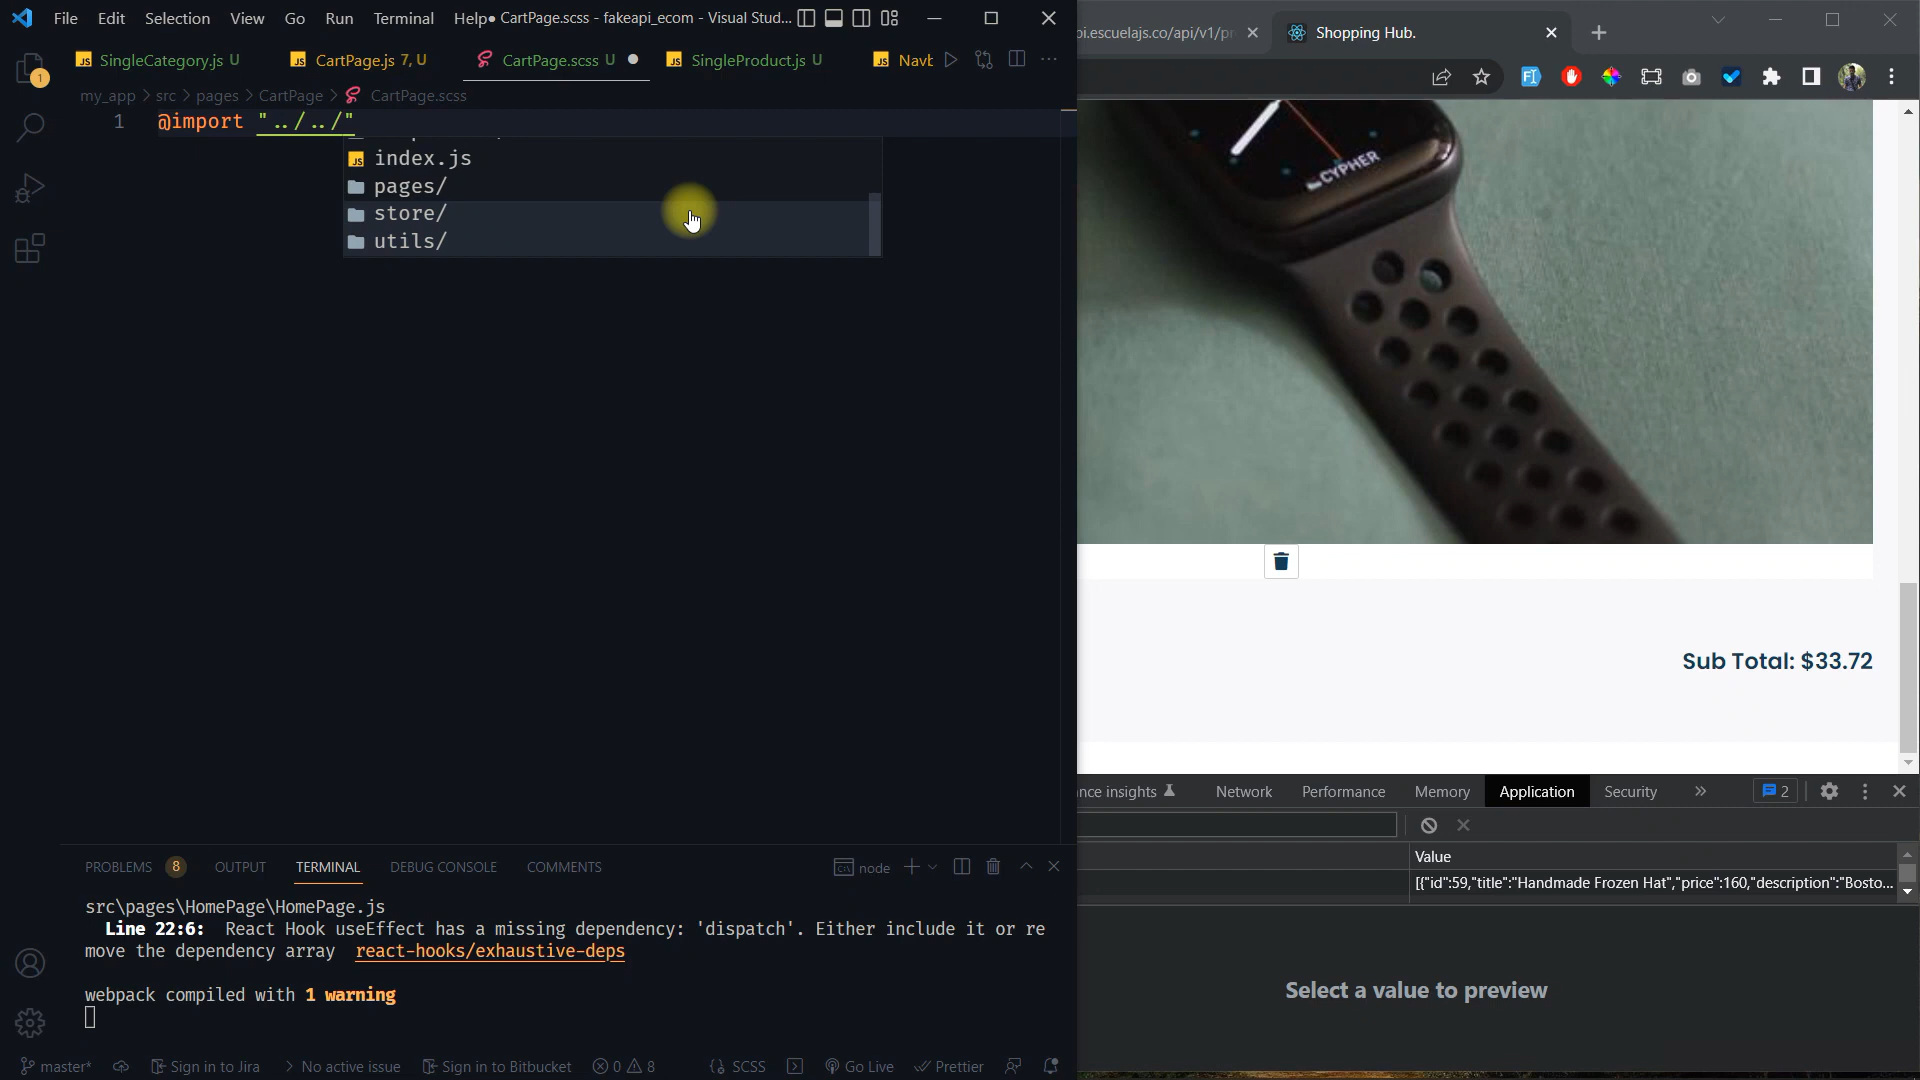 File Edit Selection View Go Run Terminal Help
CartPage.scss - fakeapi_ecom - Visual Stud...
SingleCategory.js U
CartPage.js 7, U
CartPage.scss U
SingleProduct.js U
my_app > src > pages > CartPage > CartPage.scss
1 @import "../../"
index.js
pages/
store/
utils/
PROBLEMS 8 OUTPUT TERMINAL DEBUG CONSOLE COMMENTS
node
src\pages\HomePage\HomePage.js
Line 22:6: React Hook useEffect has a missing dependency: 'dispatch'. Either include it or re
move the dependency array react-hooks/exhaustive-deps
webpack compiled with 1 warning
master* Sign in to Jira No active issue Sign in to Bitbucket 0 8 SCSS Go Live Prettier
pi.escuelajs.co/api/v1/pr
Shopping Hub.
CYPHER
Sub Total: $33.72
nce insights Network Performance Memory Application Security 2
Value
[{"id":59,"title":"Handmade Frozen Hat","price":160,"description":"Bosto...
Select a value to preview